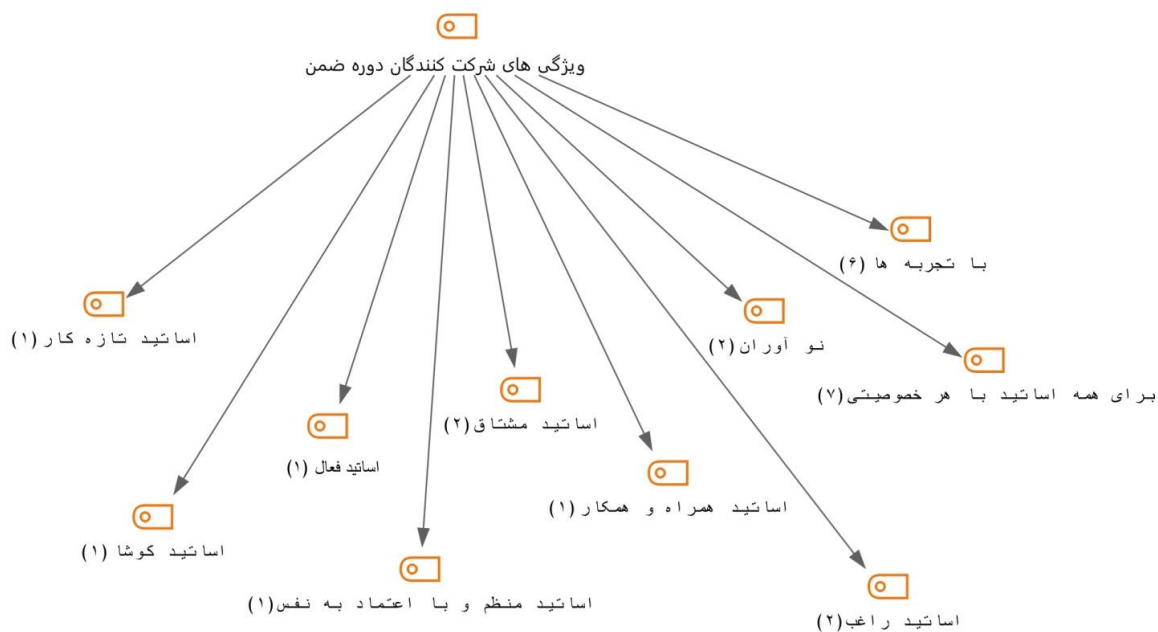 ویژگی های شرکت کنندگان دوره ضمن
با تجربه ها (۶)
نو آوران (۲)
برای همه اساتید با هر خصوصیتی (۷)
اساتید تازه کار (۱)
اساتید مشتاق (۲)
اساتید فعال (۱)
اساتید همراه و همکار (۱)
اساتید کوشا (۱)
اساتید منظم و با اعتماد به نفس (۱)
اساتید راغب (۲)